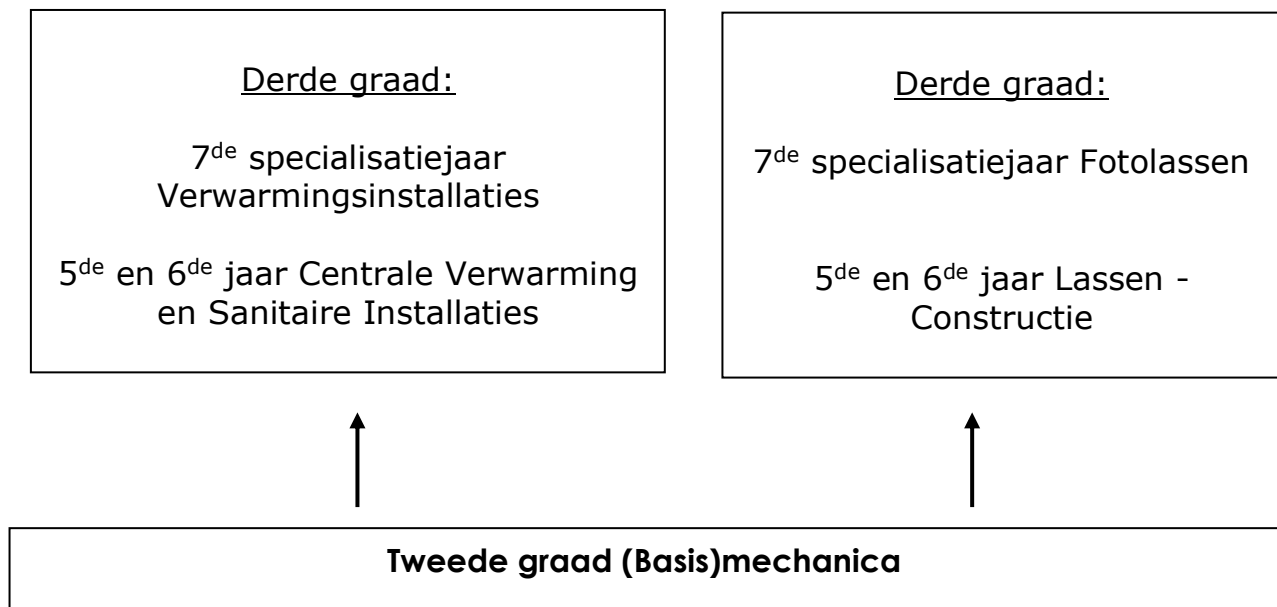 Derde graad:
7de specialisatiejaar
Verwarmingsinstallaties
5de en 6de jaar Centrale Verwarming
en Sanitaire Installaties
Derde graad:
7de specialisatiejaar Fotolassen
5de en 6de jaar Lassen -
Constructie
Tweede graad (Basis)mechanica